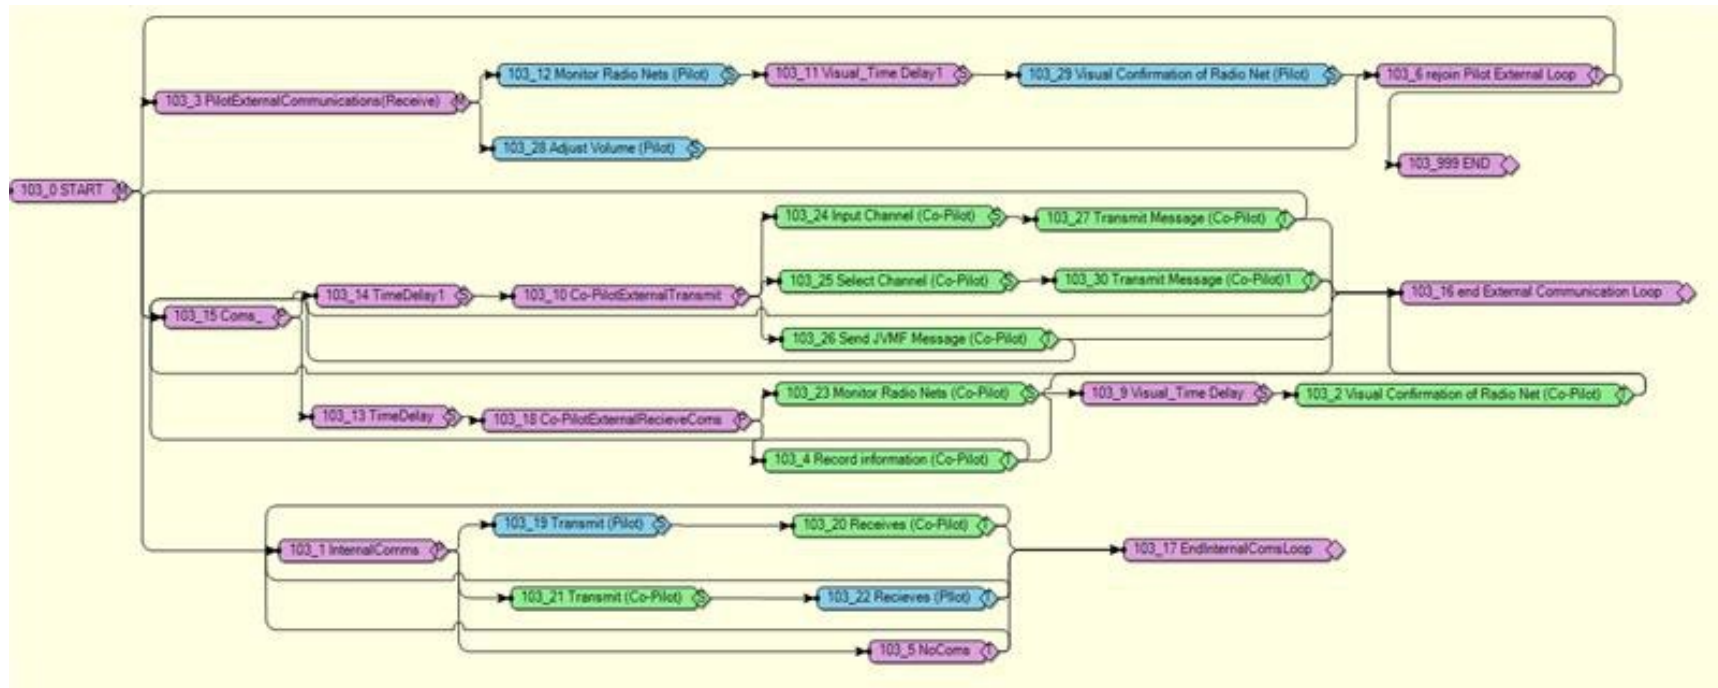 103_12 Monitor Radio Nets (Pilot) S
103_11 Visual_Time Delay1 S
103_29 Visual Confirmation of Radio Net (Pilot) S
103_6 rejoin Pilot External Loop T
103_3 PilotExternalCommunications(Receive) M
103_28 Adjust Volume (Pilot) S
103_999 END
103_0 START M
103_24 Input Channel (Co-Pilot) S
103_27 Transmit Message (Co-Pilot) T
103_25 Select Channel (Co-Pilot) S
103_30 Transmit Message (Co-Pilot)1 T
103_14 TimeDelay1 S
103_10 Co-PilotExternalTransmit P
103_16 end External Communication Loop
103_15 Coms_ P
103_26 Send JVMF Message (Co-Pilot) T
103_23 Monitor Radio Nets (Co-Pilot) S
103_9 Visual_Time Delay S
103_2 Visual Confirmation of Radio Net (Co-Pilot) T
103_13 TimeDelay S
103_18 Co-PilotExternalRecieveComs P
103_4 Record information (Co-Pilot) T
103_19 Transmit (Pilot) S
103_20 Receives (Co-Pilot) T
103_1 InternalComms P
103_17 EndInternalComsLoop
103_21 Transmit (Co-Pilot) S
103_22 Recieves (Pilot) T
103_5 NoComs T